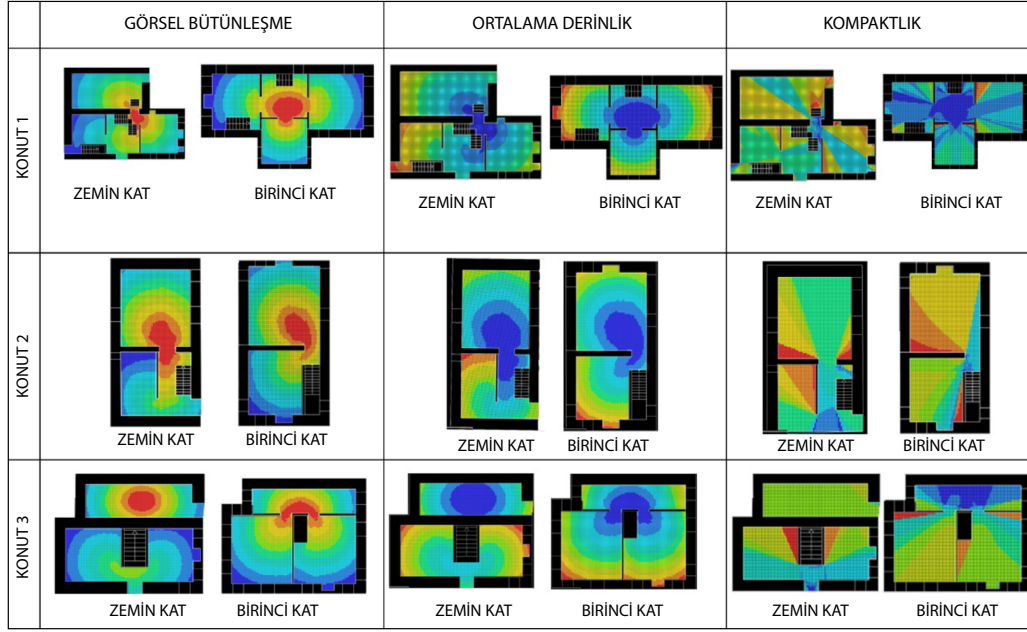 GÖRSEL BÜTÜNLEŞME
ORTALAMA DERİNLİK
KOMPAKTLIK
KONUT 1
ZEMİN KAT
BİRİNCİ KAT
ZEMİN KAT
BİRİNCİ KAT
ZEMİN KAT
BİRİNCİ KAT
KONUT 2
ZEMİN KAT
BİRİNCİ KAT
ZEMİN KAT
BİRİNCİ KAT
ZEMİN KAT
BİRİNCİ KAT
KONUT 3
ZEMİN KAT
BİRİNCİ KAT
ZEMİN KAT
BİRİNCİ KAT
ZEMİN KAT
BİRİNCİ KAT